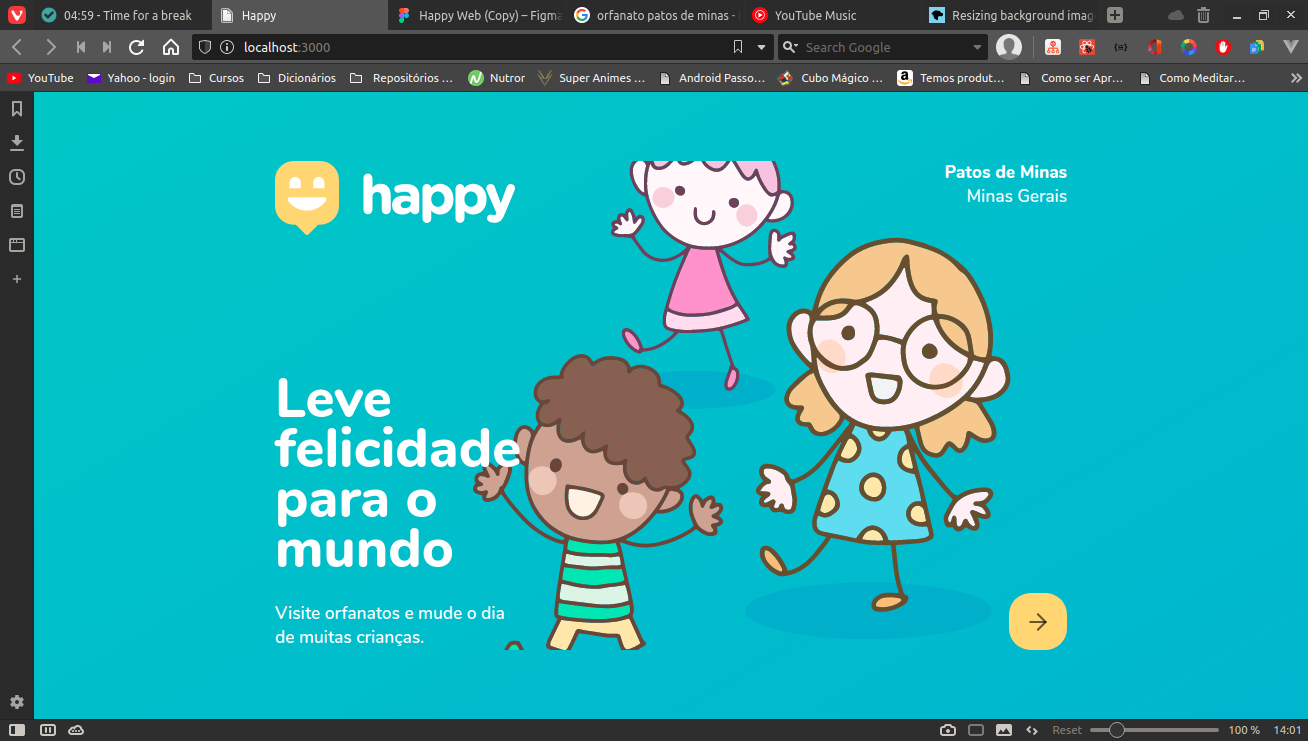 04:59 - Time for a break
Happy
Happy Web (Copy) – Figma
orfanato patos de minas -
YouTube Music
Resizing background imag
localhost:3000
Search Google
YouTube
Yahoo - login
Cursos
Dicionários
Repositórios ...
Nutror
Super Animes ...
Android Passo...
Cubo Mágico ...
Temos produt...
Como ser Apr...
Como Meditar...
happy
Patos de Minas
Minas Gerais
Leve
felicidade
para o
mundo
Visite orfanatos e mude o dia
de muitas crianças.
Reset
100 %
14:01